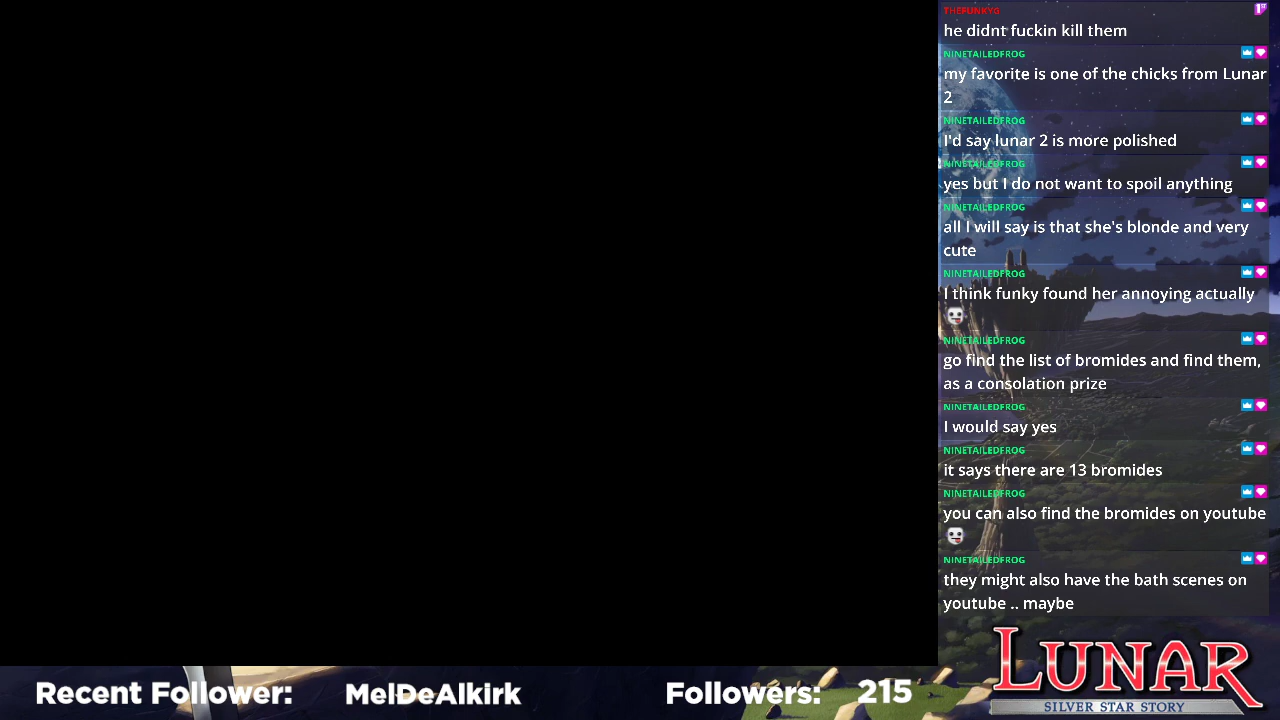 THEFUNKYG
he didnt fuckin kill them
NINETAILEDFROG
my favorite is one of the chicks from Lunar
2
NINETAILEDFROG
I'd say lunar 2 is more polished
NINETAILEDFROG
yes but I do not want to spoil anything
NINETAILEDFROG
all I will say is that she's blonde and very
cute
NINETAILEDFROG
I think funky found her annoying actually
NINETAILEDFROG
go find the list of bromides and find them,
as a consolation prize
NINETAILEDFROG
I would say yes
NINETAILEDFROG
it says there are 13 bromides
NINETAILEDFROG
you can also find the bromides on youtube
NINETAILEDFROG
they might also have the bath scenes on
youtube .. maybe
Recent Follower: MelDeAlkirk Followers: 215
LUNAR
SILVER STAR STORY